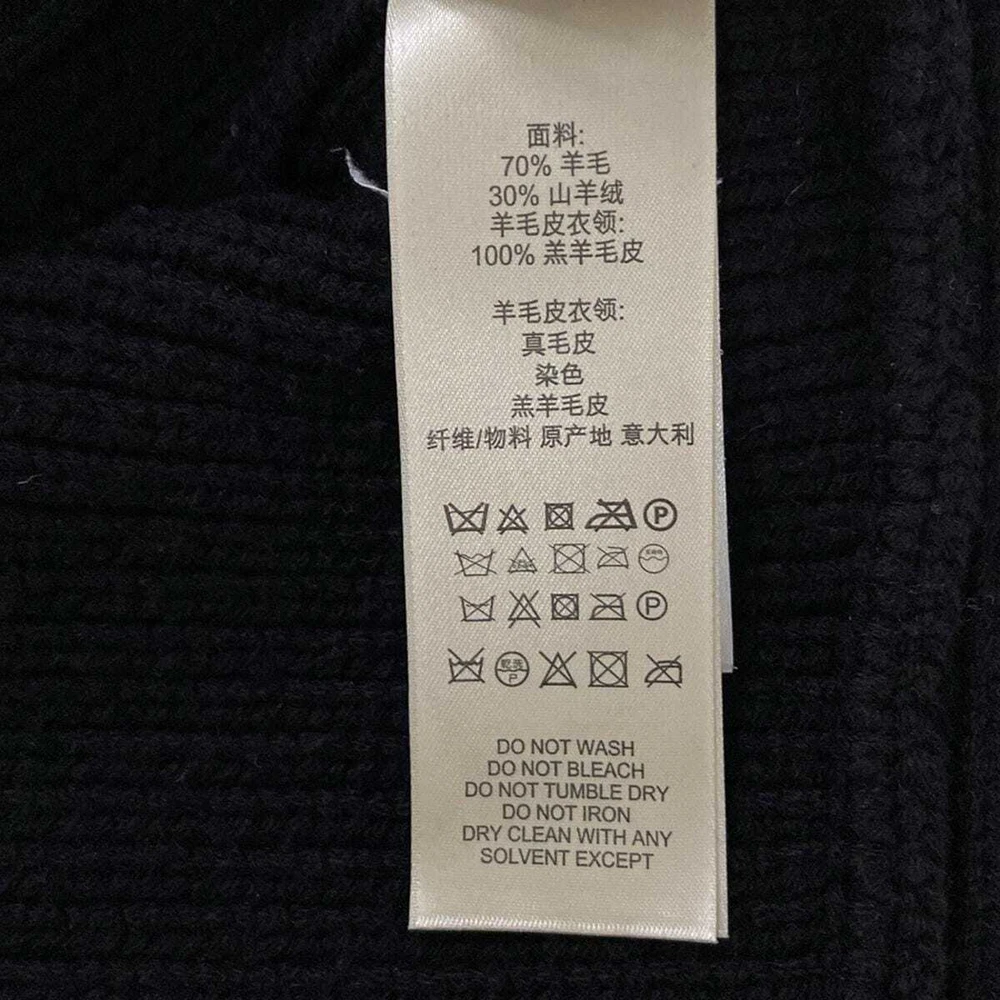 面料:
70% 羊毛
30% 山羊绒
羊毛皮衣领:
100% 羔羊毛皮
羊毛皮衣领:
真毛皮
染色
羔羊毛皮
纤维/物料 原产地 意大利
P
P
乾洗
P
DO NOT WASH
DO NOT BLEACH
DO NOT TUMBLE DRY
DO NOT IRON
DRY CLEAN WITH ANY
SOLVENT EXCEPT